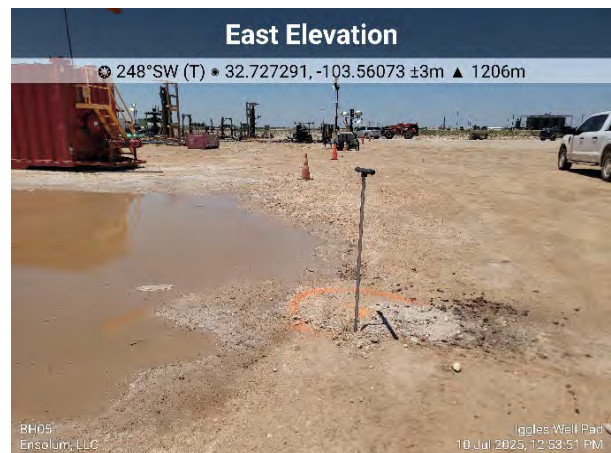 East Elevation
248°SW (T) ● 32.727291, -103.56073 ±3m ▲ 1206m
BH05
Ensolum, LLC
Iggles Well Pad
10 Jul 2025, 12:53:51 PM